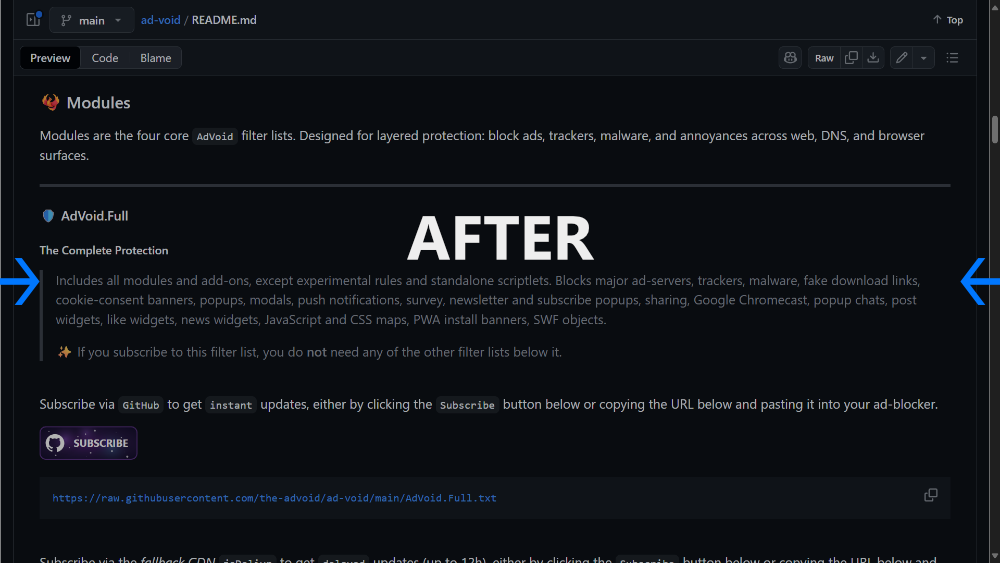 main
ad-void / README.md
Top
Preview
Code
Blame
Raw
Modules
Modules are the four core AdVoid filter lists. Designed for layered protection: block ads, trackers, malware, and annoyances across web, DNS, and browser
surfaces.
AdVoid.Full
AFTER
The Complete Protection
Includes all modules and add-ons, except experimental rules and standalone scriptlets. Blocks major ad-servers, trackers, malware, fake download links,
cookie-consent banners, popups, modals, push notifications, survey, newsletter and subscribe popups, sharing, Google Chromecast, popup chats, post
widgets, like widgets, news widgets, JavaScript and CSS maps, PWA install banners, SWF objects.
✨ If you subscribe to this filter list, you do not need any of the other filter lists below it.
Subscribe via GitHub to get instant updates, either by clicking the Subscribe button below or copying the URL below and pasting it into your ad-blocker.
SUBSCRIBE
https://raw.githubusercontent.com/the-advoid/ad-void/main/AdVoid.Full.txt
Subscribe via the fallback CDN jsDelivr to get delayed updates (up to 12h), either by clicking the Subscribe button below or copying the URL below and